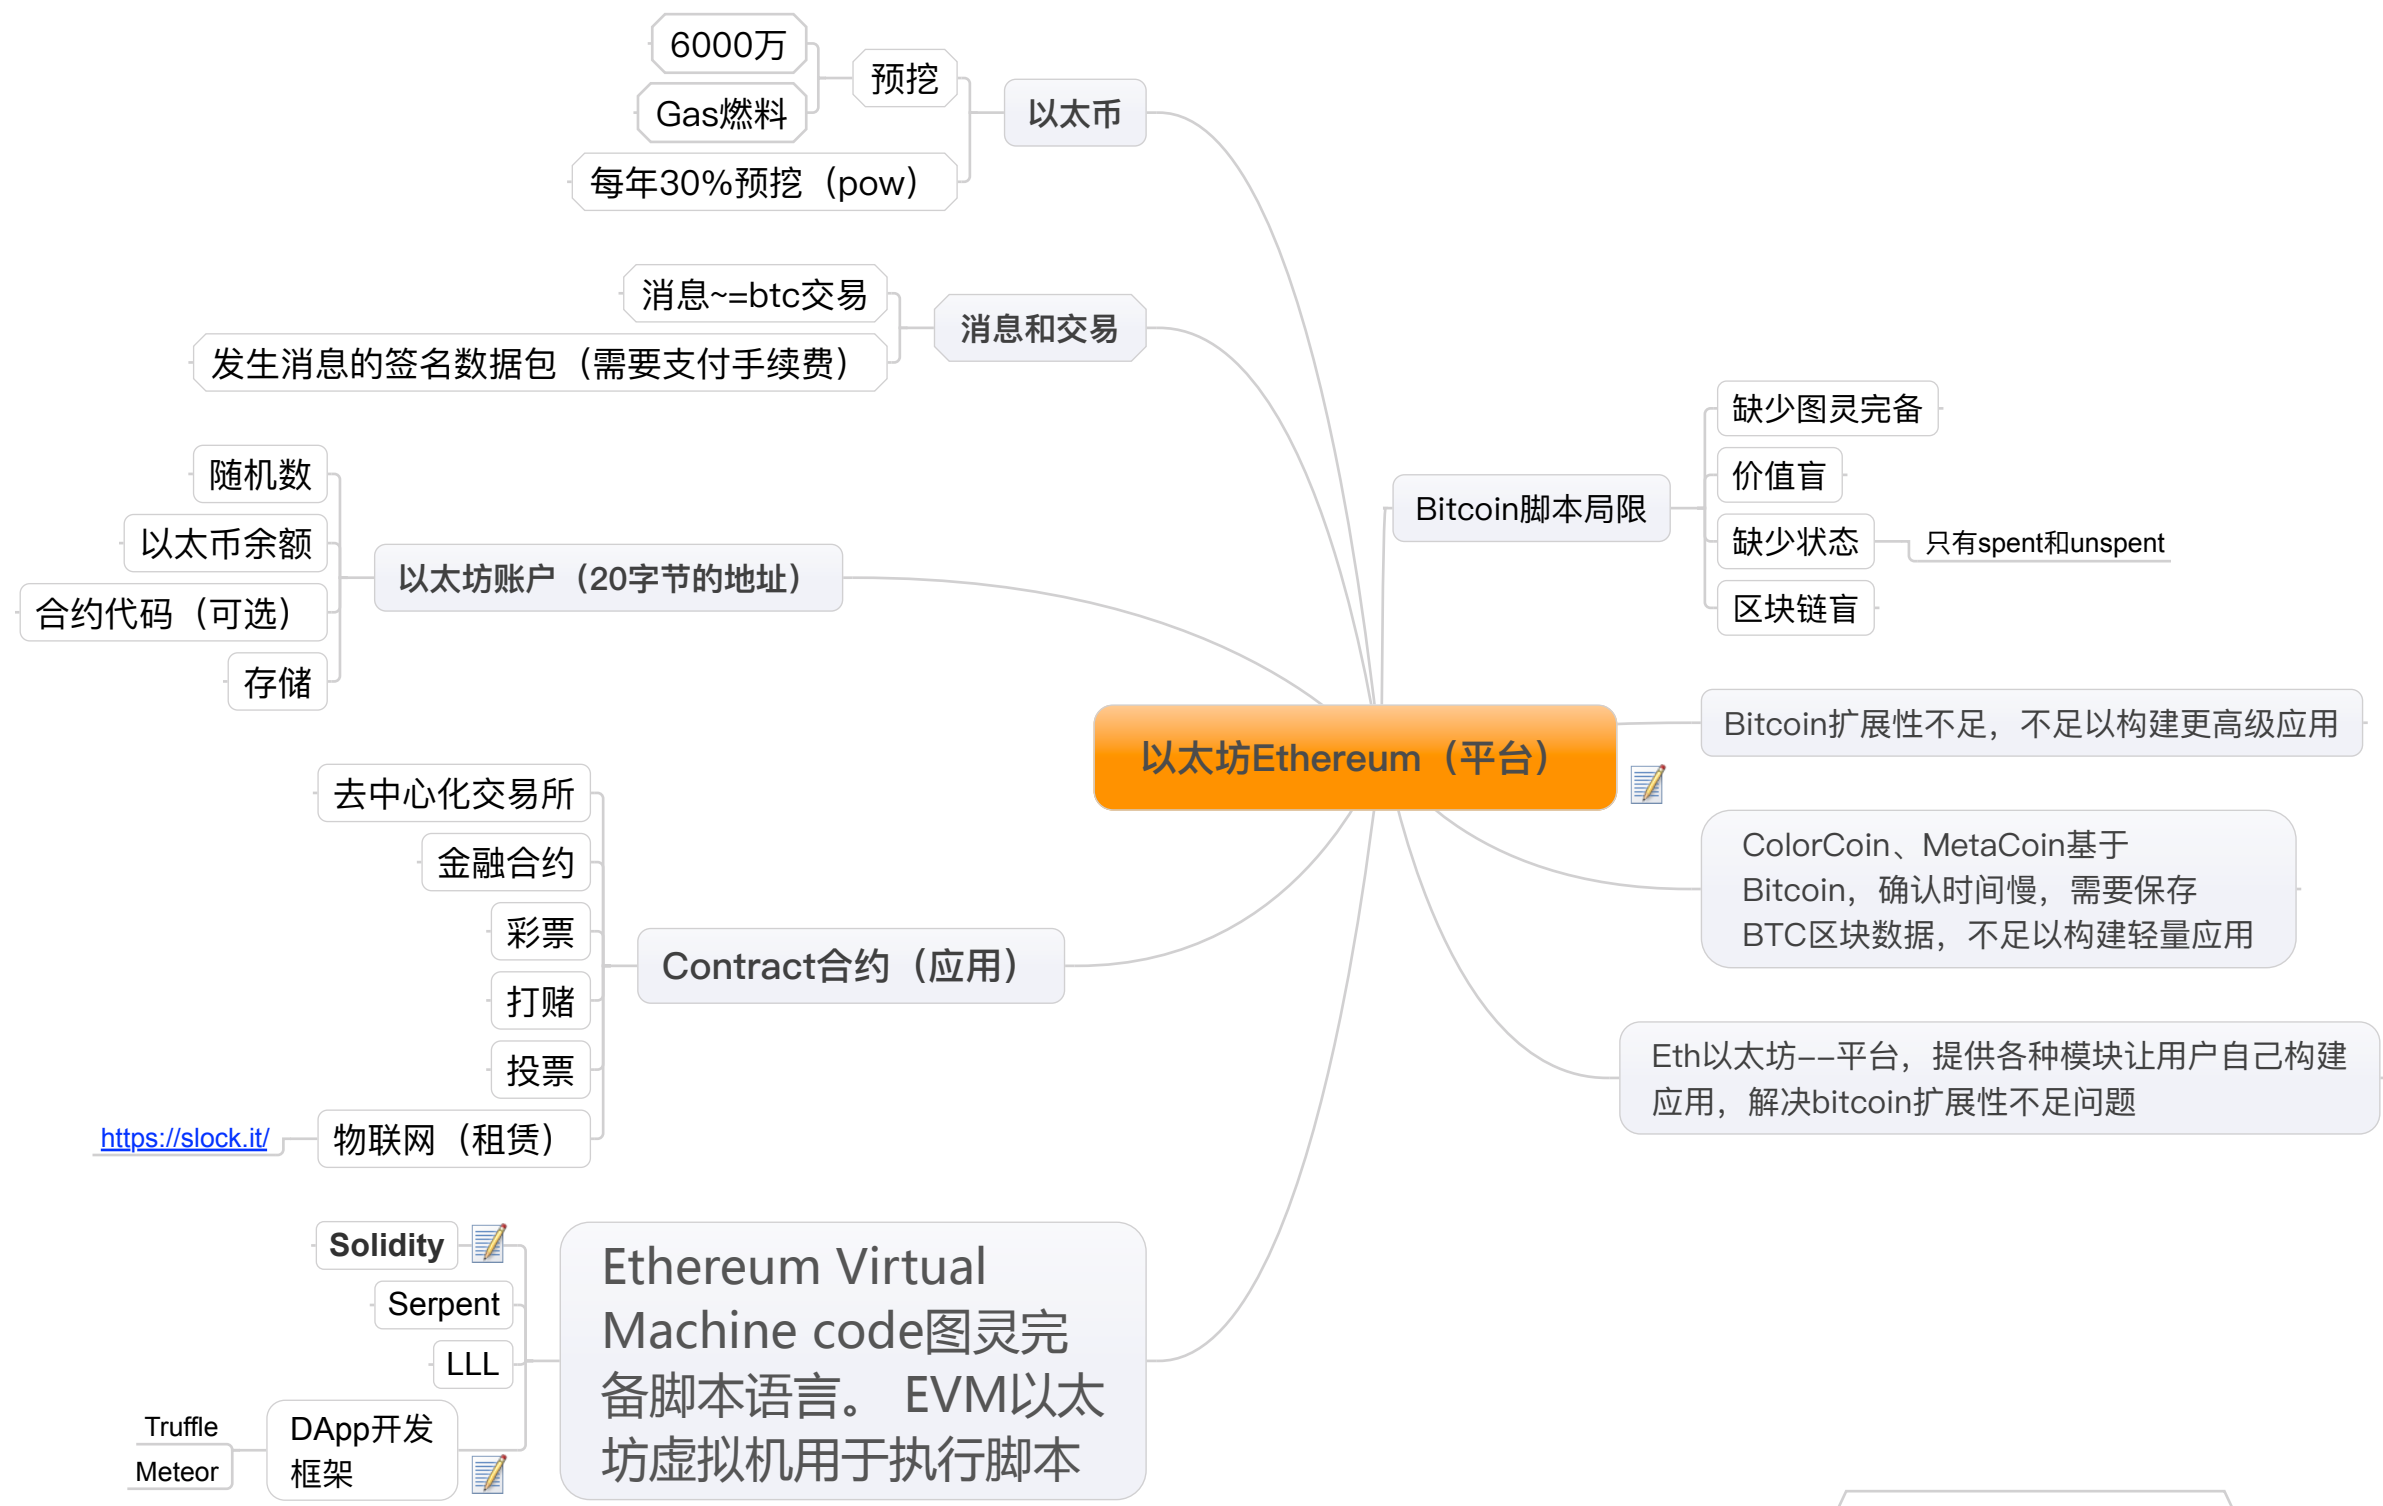 6000万
Gas燃料
预挖
每年30%预挖（pow）
以太币
消息~=btc交易
发生消息的签名数据包（需要支付手续费）
消息和交易
随机数
以太币余额
合约代码（可选）
存储
以太坊账户（20字节的地址）
去中心化交易所
金融合约
彩票
打赌
投票
物联网（租赁）
https://slock.it/
Contract合约（应用）
Solidity
Serpent
LLL
DApp开发
框架
Truffle
Meteor
Ethereum Virtual
Machine code图灵完
备脚本语言。 EVM以太
坊虚拟机用于执行脚本
以太坊Ethereum（平台）
Bitcoin脚本局限
缺少图灵完备
价值盲
缺少状态
只有spent和unspent
区块链盲
Bitcoin扩展性不足，不足以构建更高级应用
ColorCoin、MetaCoin基于
Bitcoin，确认时间慢，需要保存
BTC区块数据，不足以构建轻量应用
Eth以太坊--平台，提供各种模块让用户自己构建
应用，解决bitcoin扩展性不足问题